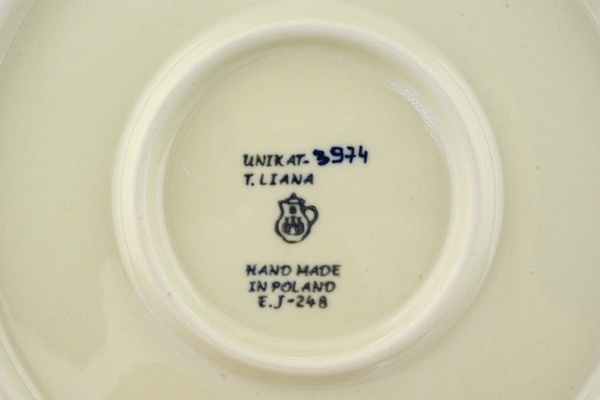 UNIKAT-3974
T. LIANA
HAND MADE
IN POLAND
E.J-248